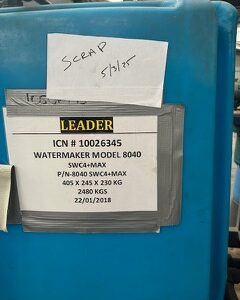 SCRAP
5/3/25
LEADER
ICN # 10026345
WATERMAKER MODEL 8040
SWC4+MAX
P/N-8040 SWC4+MAX
405 X 245 X 230 KG
2480 KGS
22/01/2018